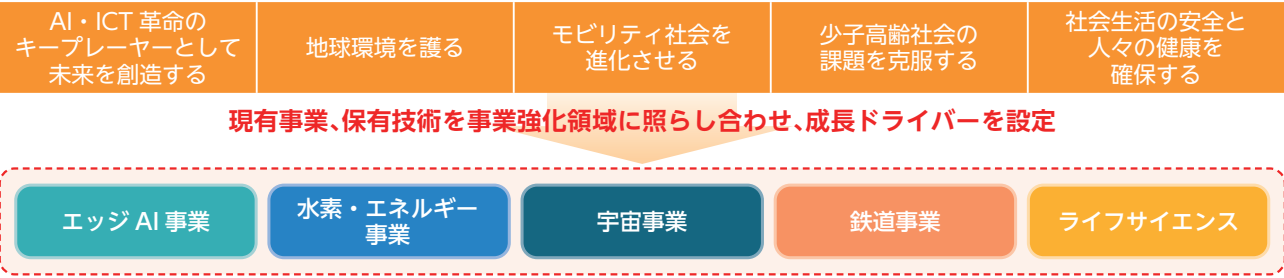 AI・ICT 革命の
キープレーヤーとして
未来を創造する
地球環境を護る
モビリティ社会を
進化させる
少子高齢社会の
課題を克服する
社会生活の安全と
人々の健康を
確保する
現有事業、保有技術を事業強化領域に照らし合わせ、成長ドライバーを設定
エッジ AI 事業
水素・エネルギー
事業
宇宙事業
鉄道事業
ライフサイエンス